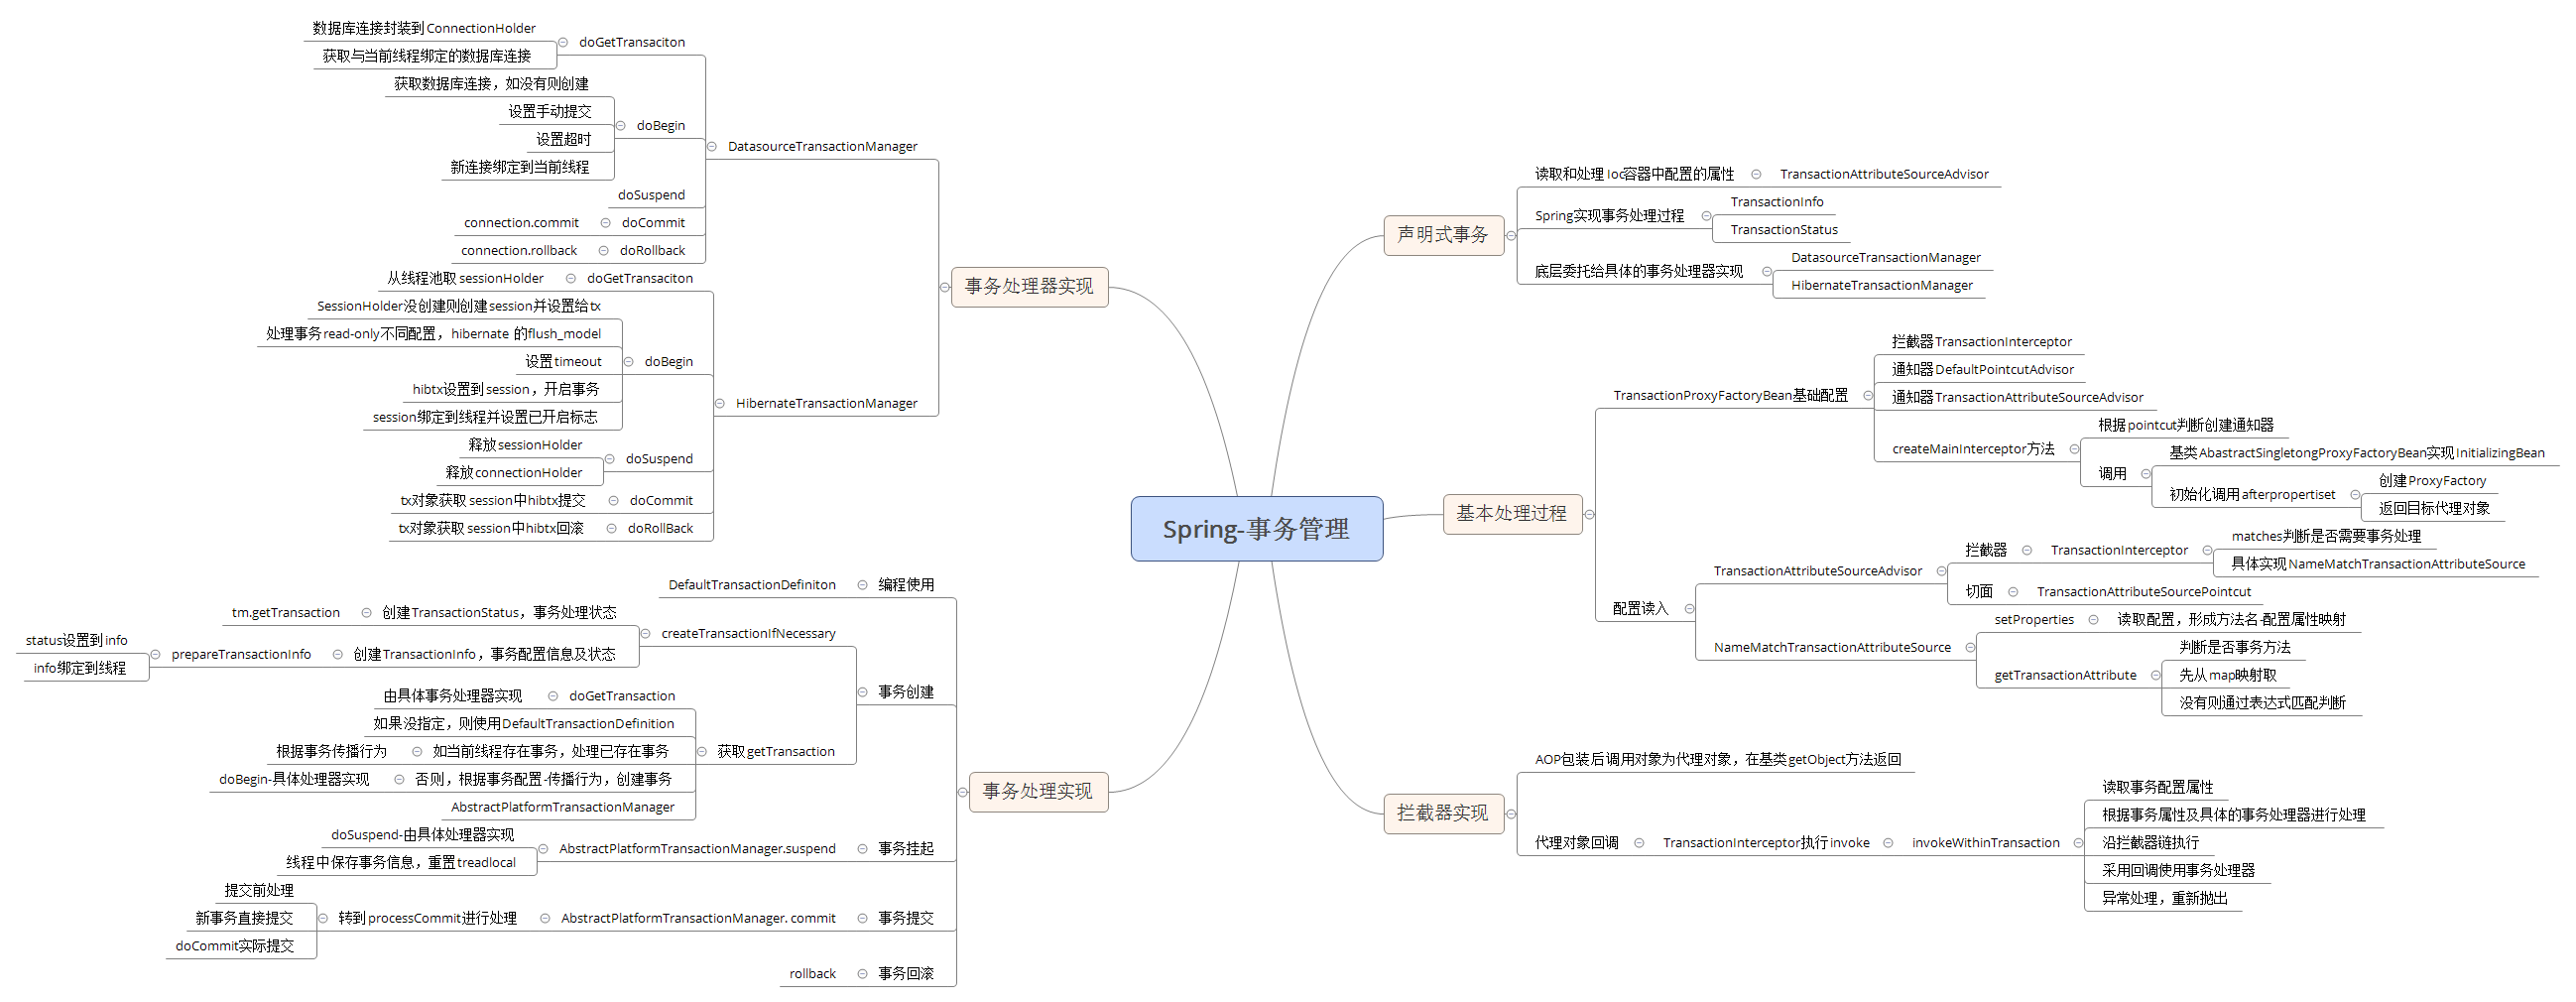 Spring-事务管理
声明式事务
读取和处理Ioc容器中配置的属性
TransactionAttributeSourceAdvisor
Spring实现事务处理过程
TransactionInfo
TransactionStatus
底层委托给具体的事务处理器实现
DatasourceTransactionManager
HibernateTransactionManager
基本处理过程
TransactionProxyFactoryBean基础配置
拦截器TransactionInterceptor
通知器DefaultPointcutAdvisor
通知器TransactionAttributeSourceAdvisor
createMainInterceptor方法
根据pointcut判断创建通知器
调用
基类AbastractSingletongProxyFactoryBean实现InitializingBean
初始化调用afterpropertiset
创建ProxyFactory
返回目标代理对象
配置读入
TransactionAttributeSourceAdvisor
拦截器
TransactionInterceptor
matches判断是否需要事务处理
具体实现NameMatchTransactionAttributeSource
切面
TransactionAttributeSourcePointcut
NameMatchTransactionAttributeSource
setProperties
读取配置，形成方法名-配置属性映射
getTransactionAttribute
判断是否事务方法
先从map映射取
没有则通过表达式匹配判断
拦截器实现
AOP包装后调用对象为代理对象，在基类getObject方法返回
代理对象回调
TransactionInterceptor执行invoke
invokeWithinTransaction
读取事务配置属性
根据事务属性及具体的事务处理器进行处理
沿拦截器链执行
采用回调使用事务处理器
异常处理，重新抛出
事务处理器实现
DatasourceTransactionManager
doGetTransaciton
数据库连接封装到ConnectionHolder
获取与当前线程绑定的数据库连接
doBegin
获取数据库连接，如没有则创建
设置手动提交
设置超时
新连接绑定到当前线程
doSuspend
doCommit
connection.commit
doRollback
connection.rollback
HibernateTransactionManager
doGetTransaciton
从线程池取sessionHolder
doBegin
SessionHolder没创建则创建session并设置给tx
处理事务read-only不同配置，hibernate 的flush_model
设置timeout
hibtx设置到session，开启事务
session绑定到线程并设置已开启标志
doSuspend
释放sessionHolder
释放connectionHolder
doCommit
tx对象获取session中hibtx提交
doRollBack
tx对象获取session中hibtx回滚
事务处理实现
编程使用
DefaultTransactionDefiniton
事务创建
createTransactionIfNecessary
创建TransactionStatus，事务处理状态
tm.getTransaction
创建TransactionInfo，事务配置信息及状态
prepareTransactionInfo
status设置到info
info绑定到线程
获取getTransaction
doGetTransaction
由具体事务处理器实现
如果没指定，则使用DefaultTransactionDefinition
如当前线程存在事务，处理已存在事务
根据事务传播行为
否则，根据事务配置-传播行为，创建事务
doBegin-具体处理器实现
AbstractPlatformTransactionManager
事务挂起
AbstractPlatformTransactionManager.suspend
doSuspend-由具体处理器实现
线程中保存事务信息，重置treadlocal
事务提交
AbstractPlatformTransactionManager. commit
转到processCommit进行处理
提交前处理
新事务直接提交
doCommit实际提交
事务回滚
rollback